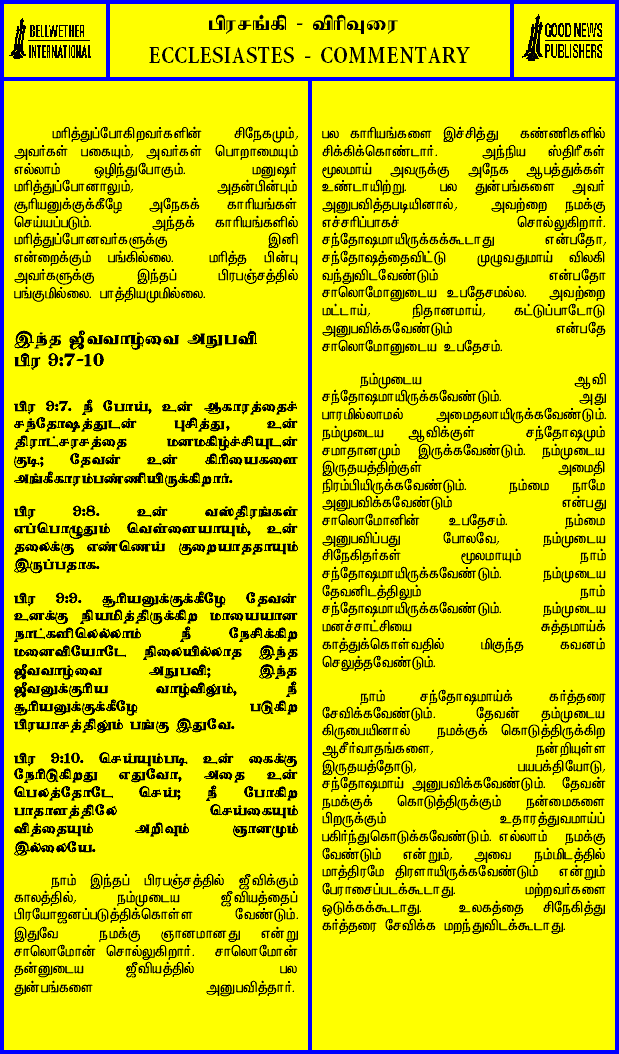 BELLWETHER
INTERNATIONAL
பிரசங்கி - விரிவுரை
ECCLESIASTES - COMMENTARY
GOOD NEWS
PUBLISHERS
மரித்துப்போகிறவர்களின் சிநேகமும்,
அவர்கள் பகையும், அவர்கள் பொறாமையும்
எல்லாம் ஒழிந்துபோகும். மனுஷர்
மரித்துப்போனாலும், அதன்பின்பும்
சூரியனுக்குக்கீழே அநேகக் காரியங்கள்
செய்யப்படும். அந்தக் காரியங்களில்
மரித்துப்போனவர்களுக்கு இனி
என்றைக்கும் பங்கில்லை. மரித்த பின்பு
அவர்களுக்கு இந்தப் பிரபஞ்சத்தில்
பங்குமில்லை. பாத்தியமுமில்லை.
இந்த ஜீவவாழ்வை அநுபவி
பிர 9:7-10
பிர 9:7. நீ போய், உன் ஆகாரத்தைச்
சந்தோஷத்துடன் புசித்து, உன்
திராட்சரசத்தை மனமகிழ்ச்சியுடன்
குடி; தேவன் உன் கிரியைகளை
அங்கீகாரம்பண்ணியிருக்கிறார்.
பிர 9:8. உன் வஸ்திரங்கள்
எப்பொழுதும் வெள்ளையாயும், உன்
தலைக்கு எண்ணெய் குறையாததாயும்
இருப்பதாக.
பிர 9:9. சூரியனுக்குக்கீழே தேவன்
உனக்கு நியமித்திருக்கிற மாயையான
நாட்களிலெல்லாம் நீ நேசிக்கிற
மனைவியோடே நிலையில்லாத இந்த
ஜீவவாழ்வை அநுபவி; இந்த
ஜீவனுக்குரிய வாழ்விலும், நீ
சூரியனுக்குக்கீழே படுகிற
பிரயாசத்திலும் பங்கு இதுவே.
பிர 9:10. செய்யும்படி உன் கைக்கு
நேரிடுகிறது எதுவோ, அதை உன்
பெலத்தோடே செய்; நீ போகிற
பாதாளத்திலே செய்கையும்
வித்தையும் அறிவும் ஞானமும்
இல்லையே.
நாம் இந்தப் பிரபஞ்சத்தில் ஜீவிக்கும்
காலத்தில், நம்முடைய ஜீவியத்தைப்
பிரயோஜனப்படுத்திக்கொள்ள வேண்டும்.
இதுவே நமக்கு ஞானமானது என்று
சாலொமோன் சொல்லுகிறார். சாலொமோன்
தன்னுடைய ஜீவியத்தில் பல
துன்பங்களை அனுபவித்தார்.
பல காரியங்களை இச்சித்து கண்ணிகளில்
சிக்கிக்கொண்டார். அந்நிய ஸ்திரீகள்
மூலமாய் அவருக்கு அநேக ஆபத்துக்கள்
உண்டாயிற்று. பல துன்பங்களை அவர்
அனுபவித்தபடியினால், அவற்றை நமக்கு
எச்சரிப்பாகச் சொல்லுகிறார்.
சந்தோஷமாயிருக்கக்கூடாது என்பதோ,
சந்தோஷத்தைவிட்டு முழுவதுமாய் விலகி
வந்துவிடவேண்டும் என்பதோ
சாலொமோனுடைய உபதேசமல்ல. அவற்றை
மட்டாய், நிதானமாய், கட்டுப்பாடோடு
அனுபவிக்கவேண்டும் என்பதே
சாலொமோனுடைய உபதேசம்.
நம்முடைய ஆவி
சந்தோஷமாயிருக்கவேண்டும். அது
பாரமில்லாமல் அமைதலாயிருக்கவேண்டும்.
நம்முடைய ஆவிக்குள் சந்தோஷமும்
சமாதானமும் இருக்கவேண்டும். நம்முடைய
இருதயத்திற்குள் அமைதி
நிரம்பியிருக்கவேண்டும். நம்மை நாமே
அனுபவிக்கவேண்டும் என்பது
சாலொமோனின் உபதேசம். நம்மை
அனுபவிப்பது போலவே, நம்முடைய
சிநேகிதர்கள் மூலமாயும் நாம்
சந்தோஷமாயிருக்கவேண்டும். நம்முடைய
தேவனிடத்திலும் நாம்
சந்தோஷமாயிருக்கவேண்டும். நம்முடைய
மனச்சாட்சியை சுத்தமாய்க்
காத்துக்கொள்வதில் மிகுந்த கவனம்
செலுத்தவேண்டும்.
நாம் சந்தோஷமாய்க் கர்த்தரை
சேவிக்கவேண்டும். தேவன் தம்முடைய
கிருபையினால் நமக்குக் கொடுத்திருக்கிற
ஆசீர்வாதங்களை, நன்றியுள்ள
இருதயத்தோடு, பயபக்தியோடு,
சந்தோஷமாய் அனுபவிக்கவேண்டும். தேவன்
நமக்குக் கொடுத்திருக்கும் நன்மைகளை
பிறருக்கும் உதாரத்துவமாய்ப்
பகிர்ந்துகொடுக்கவேண்டும். எல்லாம் நமக்கு
வேண்டும் என்றும், அவை நம்மிடத்தில்
மாத்திரமே திரளாயிருக்கவேண்டும் என்றும்
பேராசைப்படக்கூடாது. மற்றவர்களை
ஒடுக்கக்கூடாது. உலகத்தை சிநேகித்து
கர்த்தரை சேவிக்க மறந்துவிடக்கூடாது.